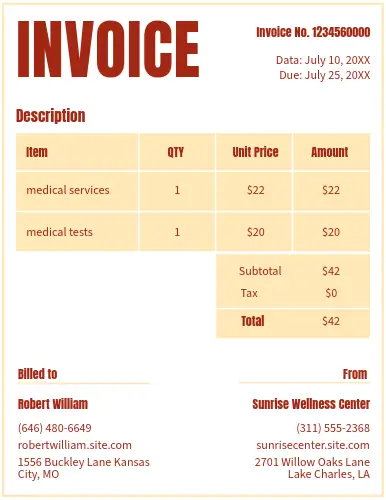 INVOICE
Invoice No. 1234560000
Data: July 10, 20XX
Due: July 25, 20XX
Description
Item QTY Unit Price Amount
medical services 1 $22 $22
medical tests 1 $20 $20
Subtotal $42
Tax $0
Total $42
Billed to From
Robert William Sunrise Wellness Center
(646) 480-6649 (311) 555-2368
robertwilliam.site.com sunrisecenter.site.com
1556 Buckley Lane Kansas 2701 Willow Oaks Lane
City, MO Lake Charles, LA